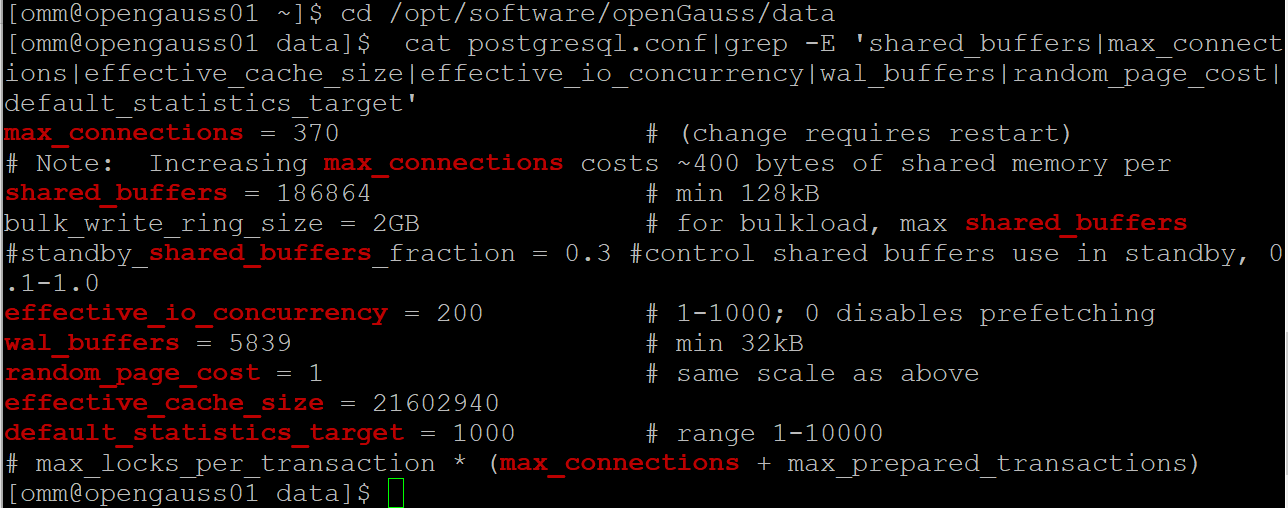 [omm@opengauss01 ~]$ cd /opt/software/openGauss/data
[omm@opengauss01 data]$  cat postgresql.conf|grep -E 'shared_buffers|max_connect
ions|effective_cache_size|effective_io_concurrency|wal_buffers|random_page_cost|
default_statistics_target'
max_connections = 370                   # (change requires restart)
# Note:  Increasing max_connections costs ~400 bytes of shared memory per
shared_buffers = 186864                 # min 128kB
bulk_write_ring_size = 2GB              # for bulkload, max shared_buffers
#standby_shared_buffers_fraction = 0.3 #control shared buffers use in standby, 0
.1-1.0
effective_io_concurrency = 200          # 1-1000; 0 disables prefetching
wal_buffers = 5839                      # min 32kB
random_page_cost = 1                    # same scale as above
effective_cache_size = 21602940
default_statistics_target = 1000        # range 1-10000
# max_locks_per_transaction * (max_connections + max_prepared_transactions)
[omm@opengauss01 data]$